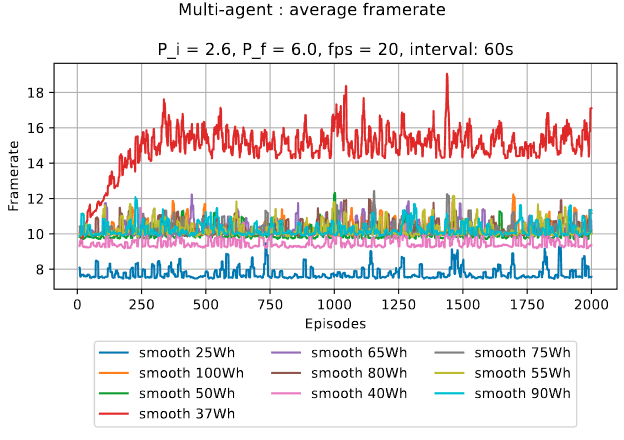 Multi-agent : average framerate
P_i = 2.6, P_f = 6.0, fps = 20, interval: 60s
18
16
14
12
10
8
Framerate
0 250 500 750 1000 1250 1500 1750 2000
Episodes
smooth 25Wh smooth 65Wh smooth 75Wh
smooth 100Wh smooth 80Wh smooth 55Wh
smooth 50Wh smooth 40Wh smooth 90Wh
smooth 37Wh